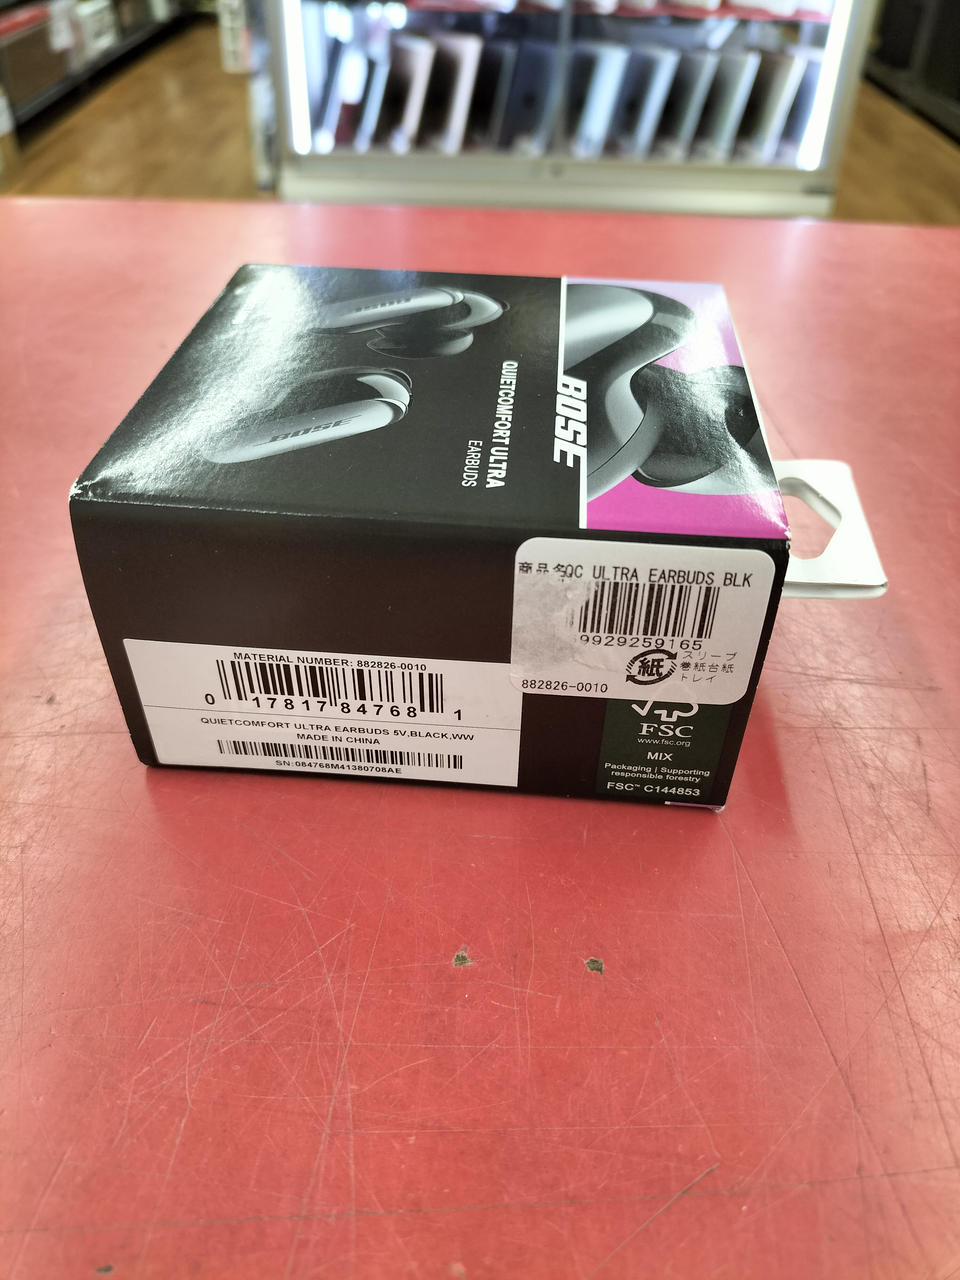 BOSE
QUIETCOMFORT ULTRA
EARBUDS
BOSE
商品名 QC ULTRA EARBUDS BLK
9929259165
紙
スリーブ
巻紙台紙
トレイ
882826-0010
MATERIAL NUMBER: 882826-0010
0 17817 84768 1
QUIETCOMFORT ULTRA EARBUDS 5V,BLACK,WW
MADE IN CHINA
SN:084768M41380708AE
FSC
www.fsc.org
MIX
Packaging | Supporting
responsible forestry
FSC™ C144853